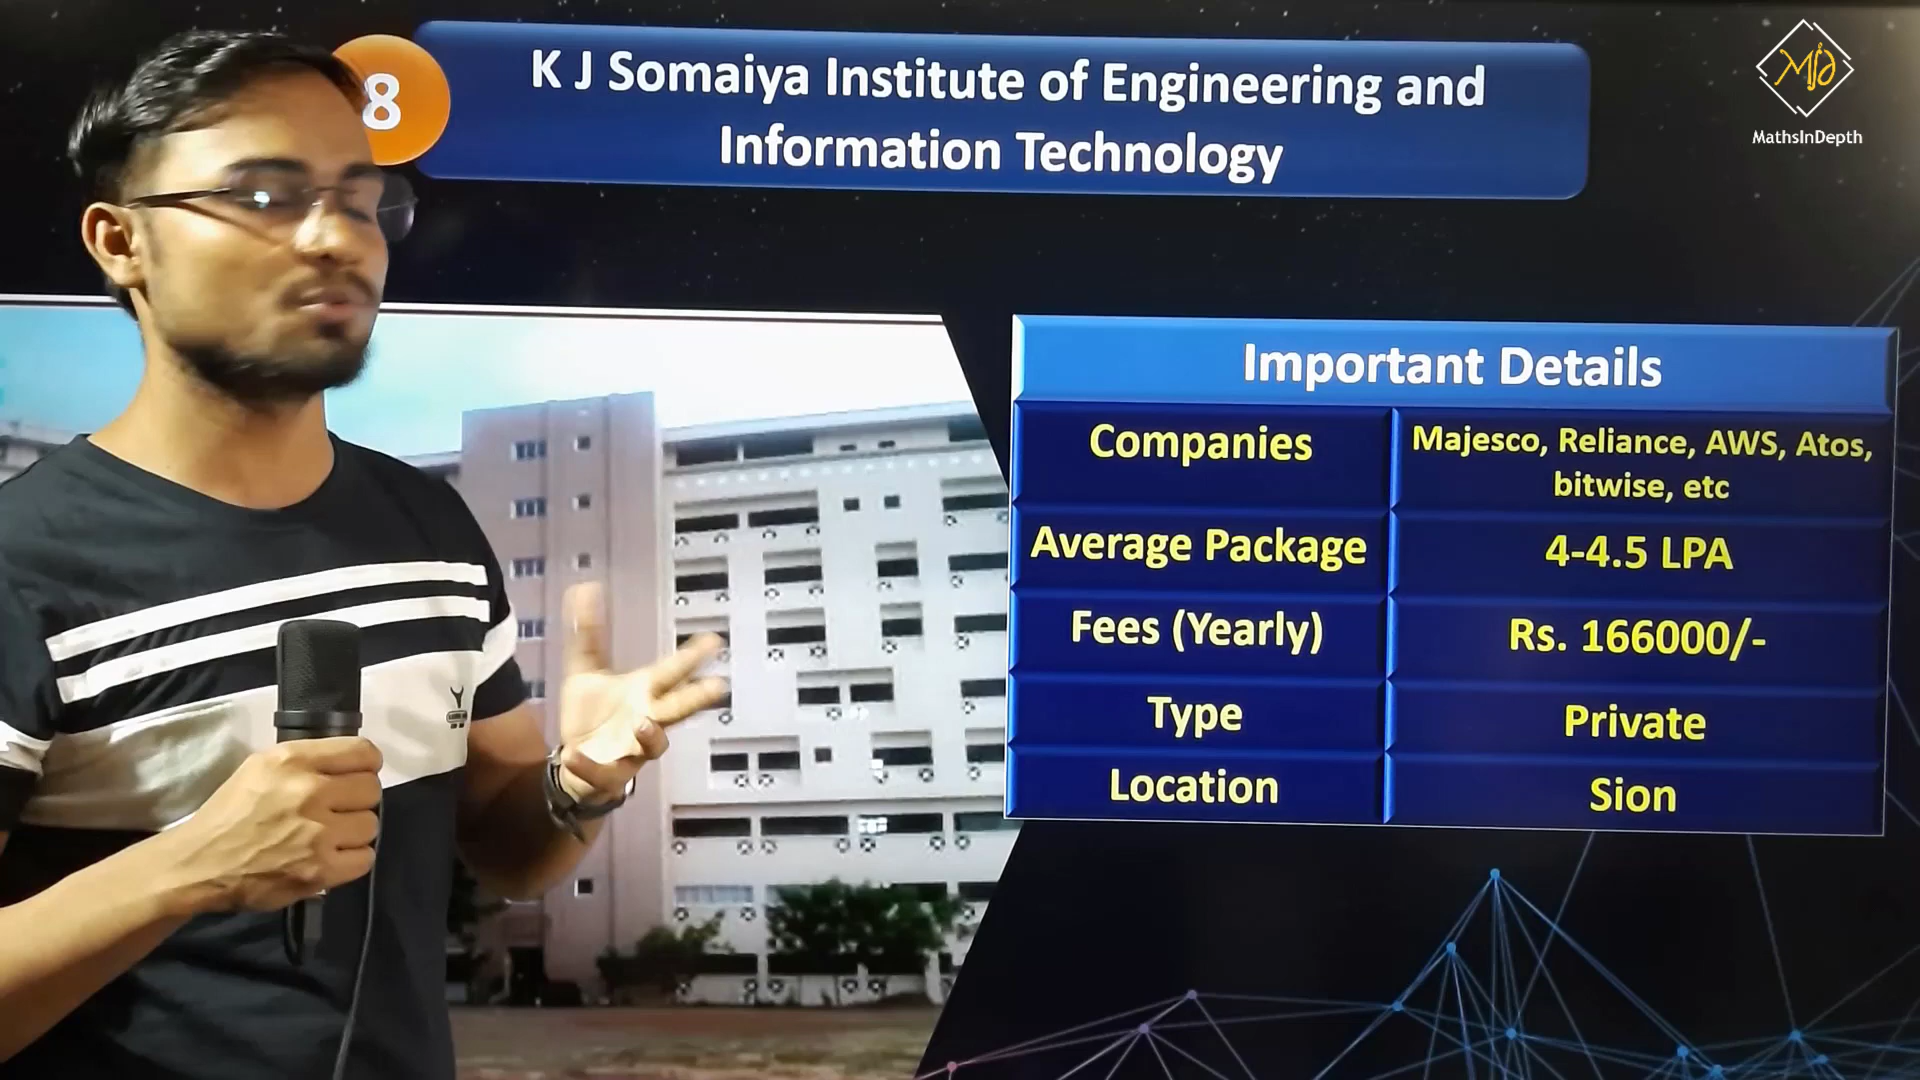 8
K J Somaiya Institute of Engineering and
Information Technology
MathsInDepth
Important Details
Companies
Majesco, Reliance, AWS, Atos,
bitwise, etc
Average Package
4-4.5 LPA
Fees (Yearly)
Rs. 166000/-
Type
Private
Location
Sion